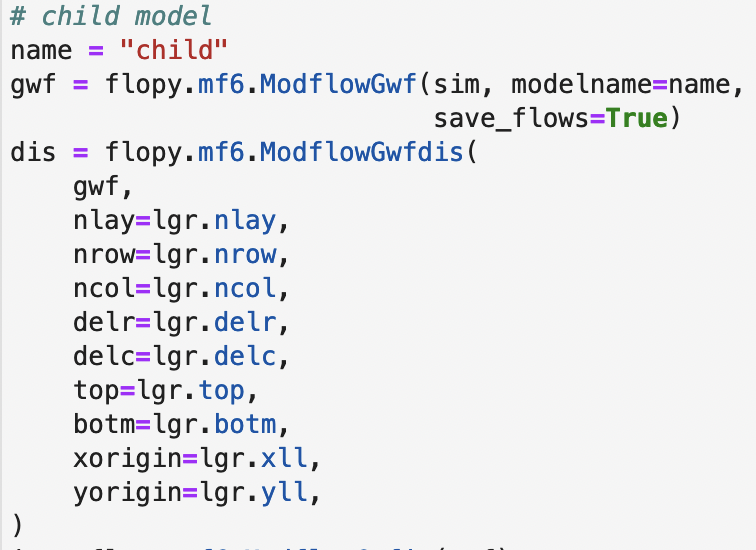 # child model
name = "child"
gwf = flopy.mf6.ModflowGwf(sim, modelname=name,
                           save_flows=True)
dis = flopy.mf6.ModflowGwfdis(
    gwf,
    nlay=lgr.nlay,
    nrow=lgr.nrow,
    ncol=lgr.ncol,
    delr=lgr.delr,
    delc=lgr.delc,
    top=lgr.top,
    botm=lgr.botm,
    xorigin=lgr.xll,
    yorigin=lgr.yll,
)